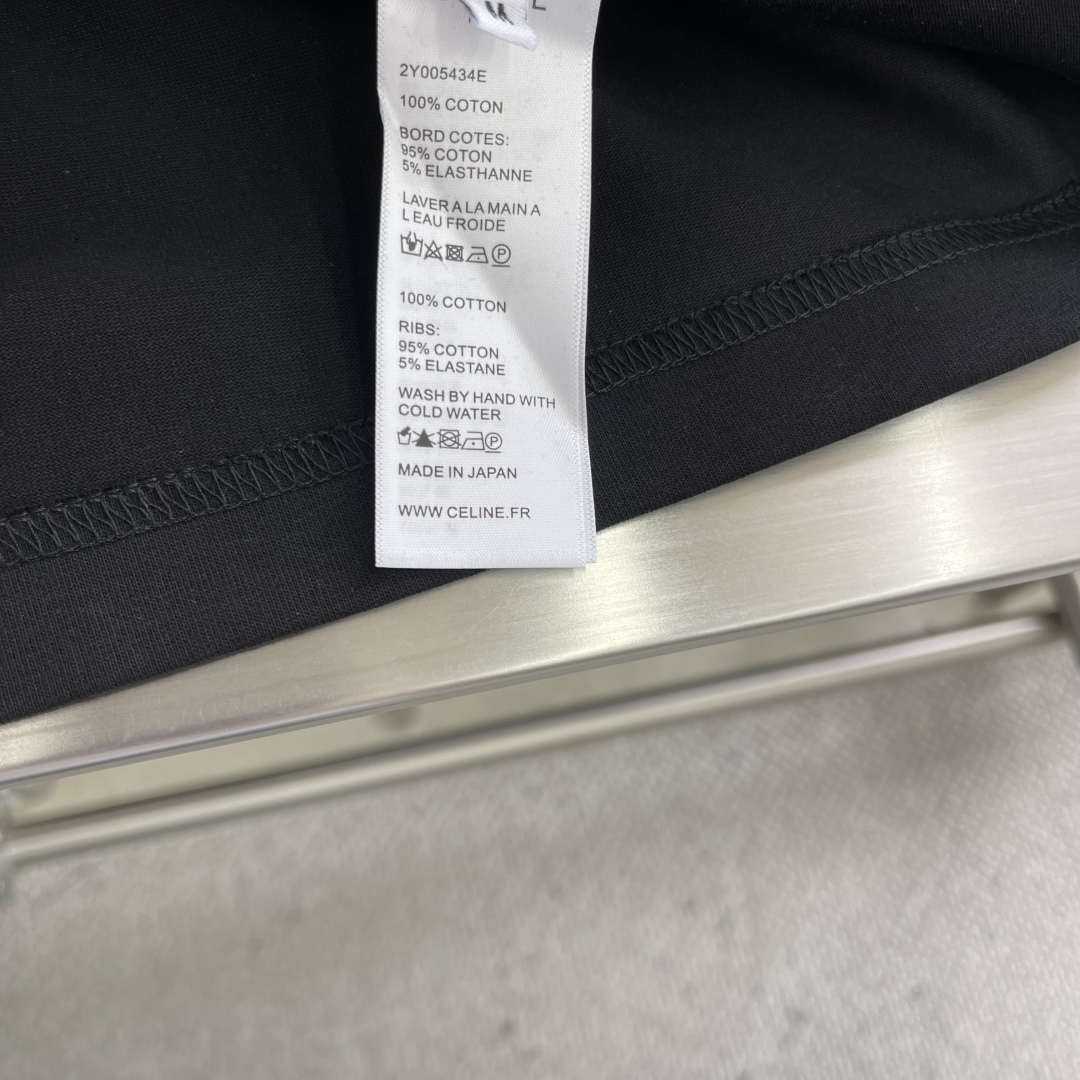 2Y005434E
100% COTON
BORD COTES:
95% COTON
5% ELASTHANNE
LAVER A LA MAIN A
L EAU FROIDE
P
100% COTTON
RIBS:
95% COTTON
5% ELASTANE
WASH BY HAND WITH
COLD WATER
P
MADE IN JAPAN
WWW.CELINE.FR